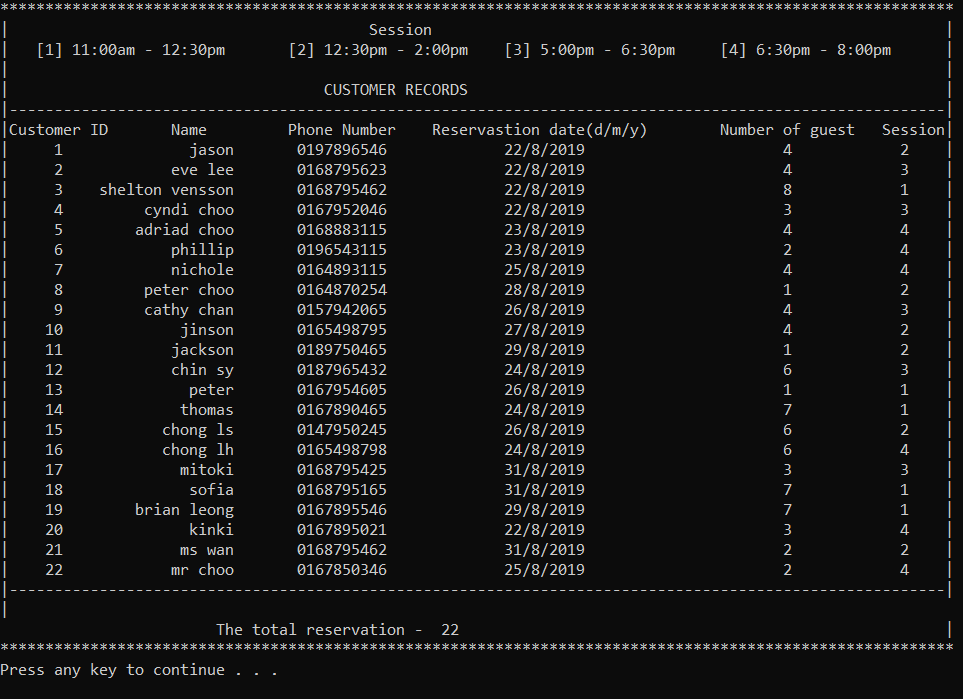 **********************************************************************************************************
| Session |
| [1] 11:00am - 12:30pm [2] 12:30pm - 2:00pm [3] 5:00pm - 6:30pm [4] 6:30pm - 8:00pm |
| |
| CUSTOMER RECORDS |
|--------------------------------------------------------------------------------------------------------|
|Customer ID Name Phone Number Reservastion date(d/m/y) Number of guest Session|
| 1 jason 0197896546 22/8/2019 4 2 |
| 2 eve lee 0168795623 22/8/2019 4 3 |
| 3 shelton vensson 0168795462 22/8/2019 8 1 |
| 4 cyndi choo 0167952046 22/8/2019 3 3 |
| 5 adriad choo 0168883115 23/8/2019 4 4 |
| 6 phillip 0196543115 23/8/2019 2 4 |
| 7 nichole 0164893115 25/8/2019 4 4 |
| 8 peter choo 0164870254 28/8/2019 1 2 |
| 9 cathy chan 0157942065 26/8/2019 4 3 |
| 10 jinson 0165498795 27/8/2019 4 2 |
| 11 jackson 0189750465 29/8/2019 1 2 |
| 12 chin sy 0187965432 24/8/2019 6 3 |
| 13 peter 0167954605 26/8/2019 1 1 |
| 14 thomas 0167890465 24/8/2019 7 1 |
| 15 chong ls 0147950245 26/8/2019 6 2 |
| 16 chong lh 0165498798 24/8/2019 6 4 |
| 17 mitoki 0168795425 31/8/2019 3 3 |
| 18 sofia 0168795165 31/8/2019 7 1 |
| 19 brian leong 0167895546 29/8/2019 7 1 |
| 20 kinki 0167895021 22/8/2019 3 4 |
| 21 ms wan 0168795462 31/8/2019 2 2 |
| 22 mr choo 0167850346 25/8/2019 2 4 |
|--------------------------------------------------------------------------------------------------------|
|
The total reservation - 22 |
**********************************************************************************************************
Press any key to continue . . .